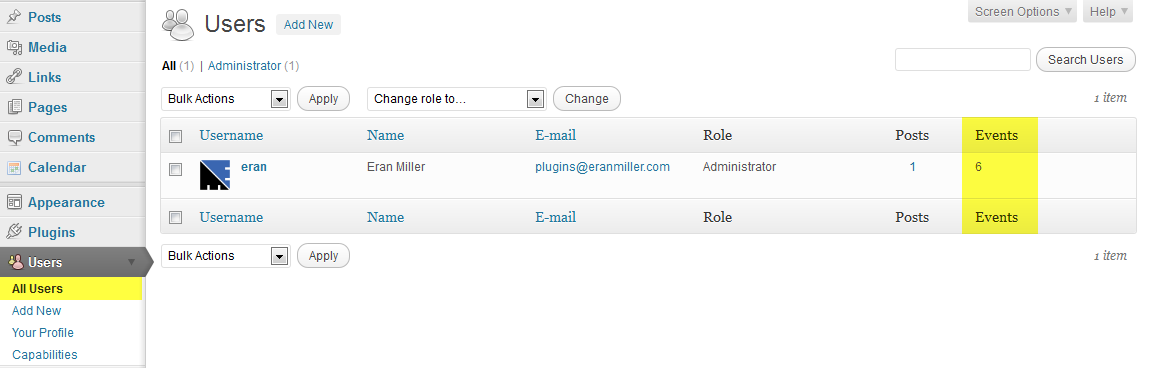 Posts
Media
Links
Pages
Comments
Calendar
Appearance
Plugins
Users
All Users
Add New
Your Profile
Capabilities
Screen Options Help
Users Add New
All (1) | Administrator (1)
Search Users
Bulk Actions Apply Change role to... Change 1 item
Username Name E-mail Role Posts Events
eran Eran Miller plugins@eranmiller.com Administrator 1 6
Username Name E-mail Role Posts Events
Bulk Actions Apply 1 item